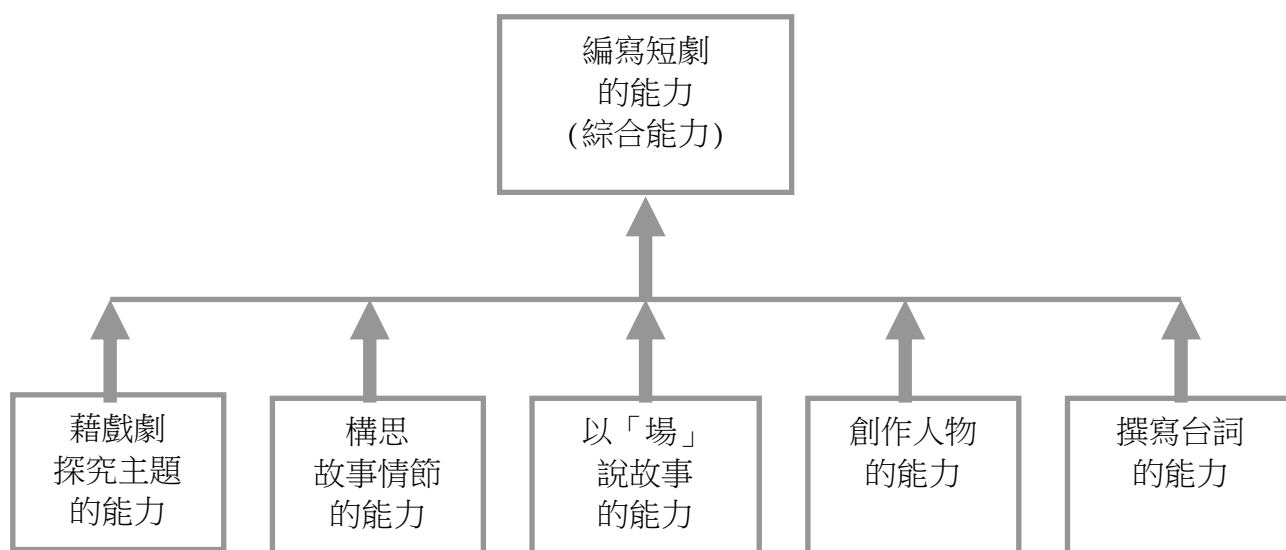 編寫短劇
的能力
(綜合能力)
藉戲劇
探究主題
的能力
構思
故事情節
的能力
以「場」
說故事
的能力
創作人物
的能力
撰寫台詞
的能力